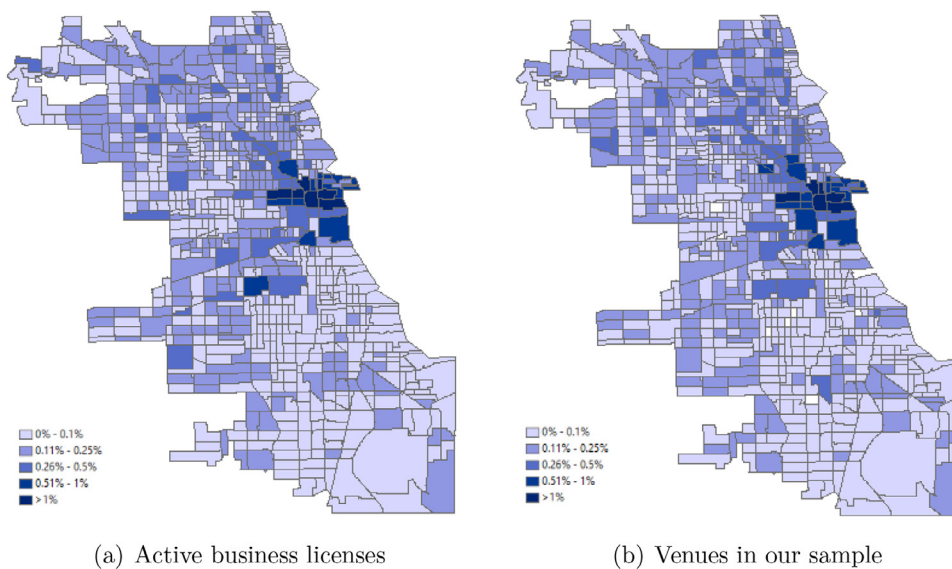 0% - 0.1%
0.11% - 0.25%
0.26% - 0.5%
0.51% - 1%
> 1%
0% - 0.1%
0.11% - 0.25%
0.26% - 0.5%
0.51% - 1%
> 1%
(a) Active business licenses
(b) Venues in our sample